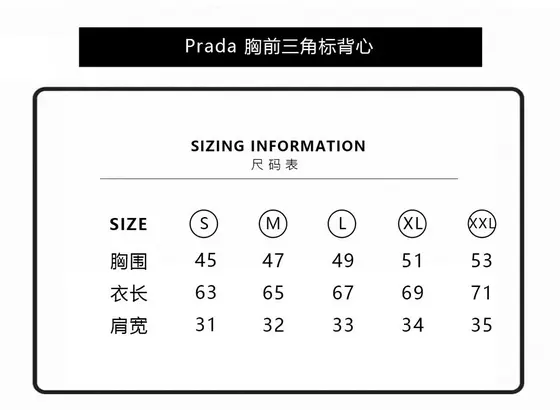 Prada 胸前三角标背心
SIZING INFORMATION
尺码表
SIZE S M L XL XXL
胸围 45 47 49 51 53
衣长 63 65 67 69 71
肩宽 31 32 33 34 35